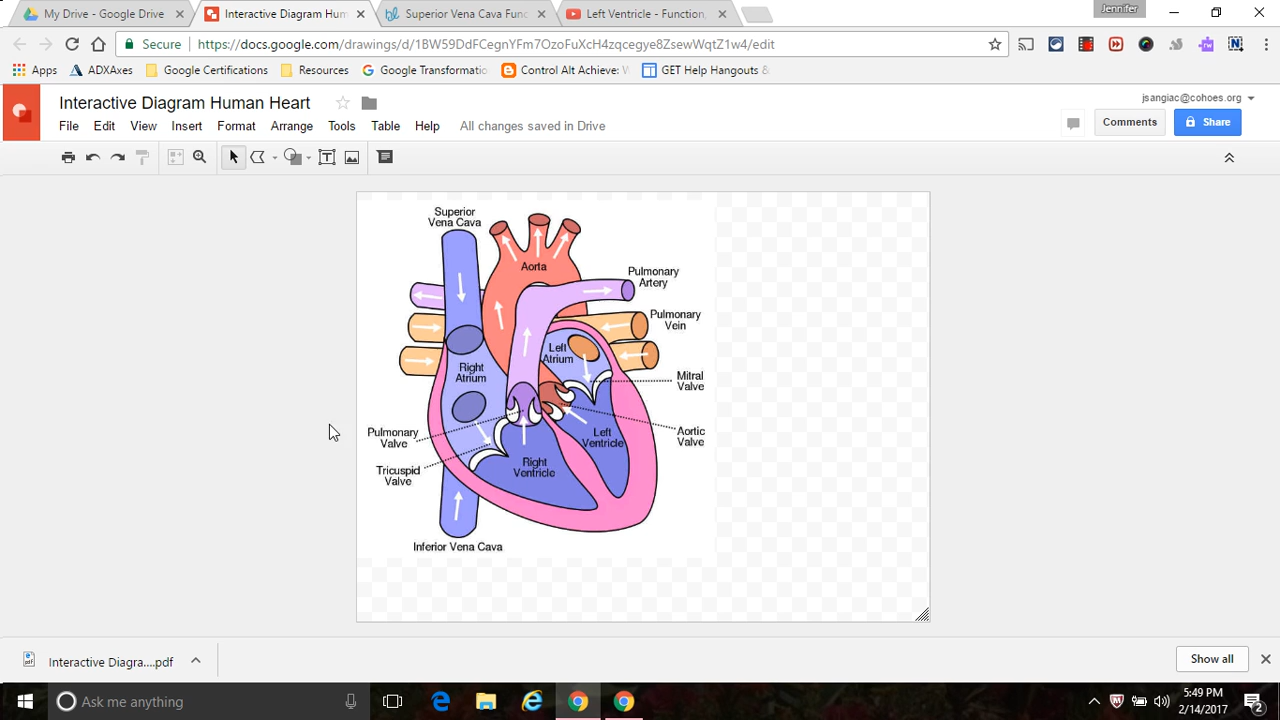 Jennifer
My Drive - Google Drive
Interactive Diagram Hum
Superior Vena Cava Func
Left Ventricle - Function,
Secure
https://docs.google.com/drawings/d/1BW59DdFCegnYFm7OzoFuXcH4zqcegye8ZsewWqtZ1w4/edit
Apps
ADXAxes
Google Certifications
Resources
Google Transformatio
Control Alt Achieve:
GET Help Hangouts &
Interactive Diagram Human Heart
jsangiac@cohoes.org
File Edit View Insert Format Arrange Tools Table Help All changes saved in Drive
Comments
Share
Superior
Vena Cava
Aorta
Pulmonary
Artery
Pulmonary
Vein
Left
Atrium
Right
Atrium
Mitral
Valve
Pulmonary
Valve
Left
Ventricle
Aortic
Valve
Tricuspid
Valve
Right
Ventricle
Inferior Vena Cava
Interactive Diagra....pdf
Show all
Ask me anything
5:49 PM
2/14/2017
2